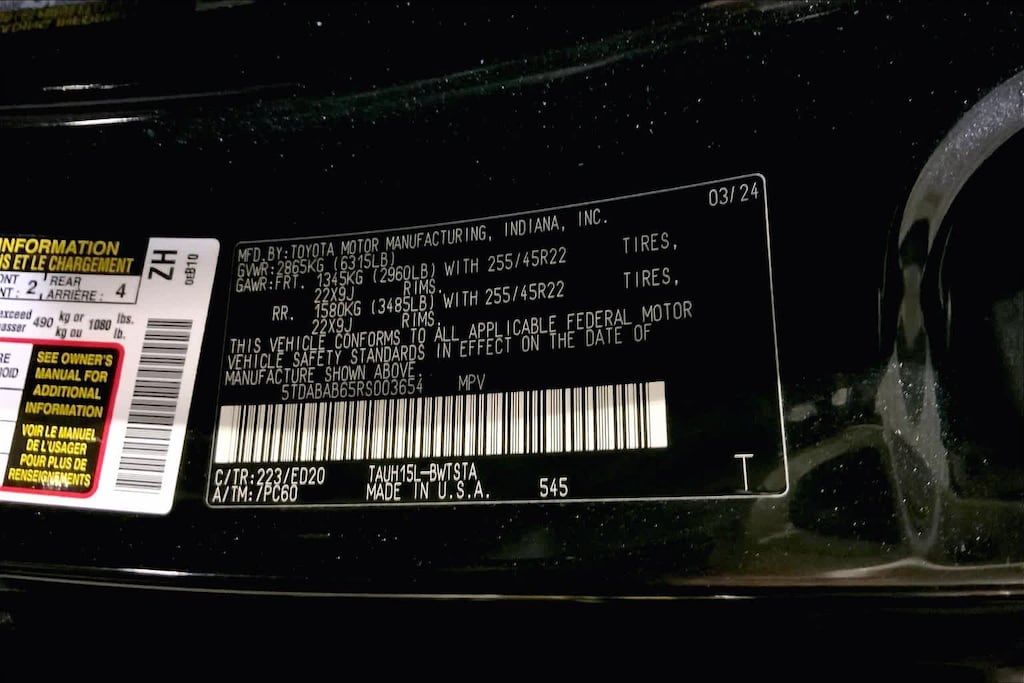 INFORMATION
IS ET LE CHARGEMENT
2
REAR
ARRIÈRE : 4
exceed 490 kg or 1080 lbs.
kg ou lb.
SEE OWNER'S
MANUAL FOR
ADDITIONAL
INFORMATION
VOIR LE MANUEL
DE L'USAGER
POUR PLUS DE
RENSEIGNEMENTS
ZH
0EB10
03/24
MFD.BY:TOYOTA MOTOR MANUFACTURING, INDIANA, INC.
GVWR:2865KG (6315LB)
GAWR:FRT. 1345KG (2960LB) WITH 255/45R22 TIRES,
22X9J RIMS.
RR. 1580KG (3485LB) WITH 255/45R22 TIRES,
22X9J RIMS.
THIS VEHICLE CONFORMS TO ALL APPLICABLE FEDERAL MOTOR
VEHICLE SAFETY STANDARDS IN EFFECT ON THE DATE OF
MANUFACTURE SHOWN ABOVE.
5TDABAB65RS003654 MPV
C/TR:223/ED20 TAUH15L-BWTSTA
A/TM:7PC60 MADE IN U.S.A. 545 T